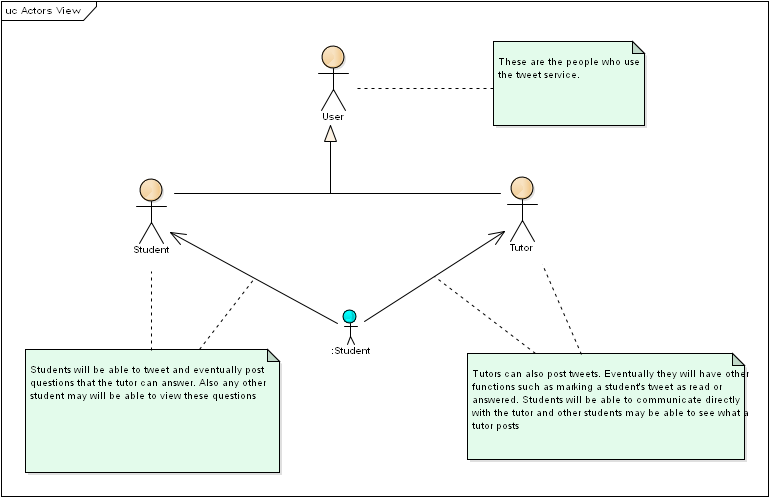 uc Actors View
These are the people who use
the tweet service.
User
Student
Tutor
:Student
Students will be able to tweet and eventually post
questions that the tutor can answer. Also any other
student may will be able to view these questions
Tutors can also post tweets. Eventually they will have other
functions such as marking a student's tweet as read or
answered. Students will be able to communicate directly
with the tutor and other students may be able to see what a
tutor posts